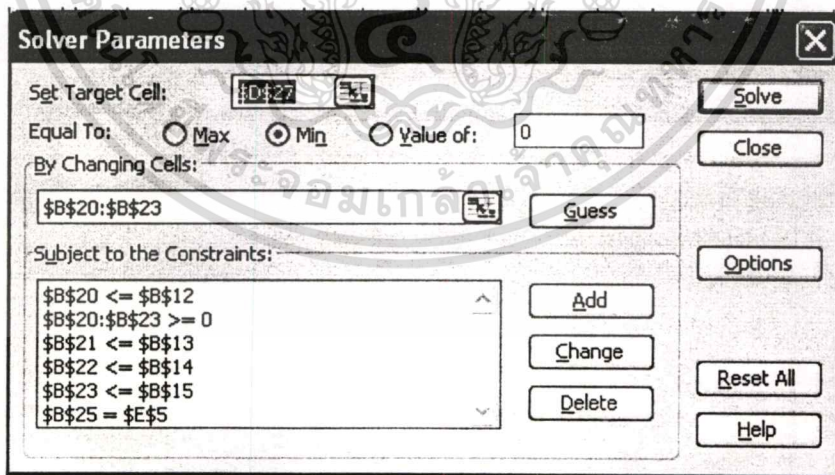 Solver Parameters
Set Target Cell: $D$27
Solve
Equal To: Max Min Value of: 0
Close
By Changing Cells:
$B$20:$B$23
Guess
Subject to the Constraints:
Options
$B$20 <= $B$12
$B$20:$B$23 >= 0
$B$21 <= $B$13
$B$22 <= $B$14
$B$23 <= $B$15
$B$25 = $E$5
Add
Change
Delete
Reset All
Help